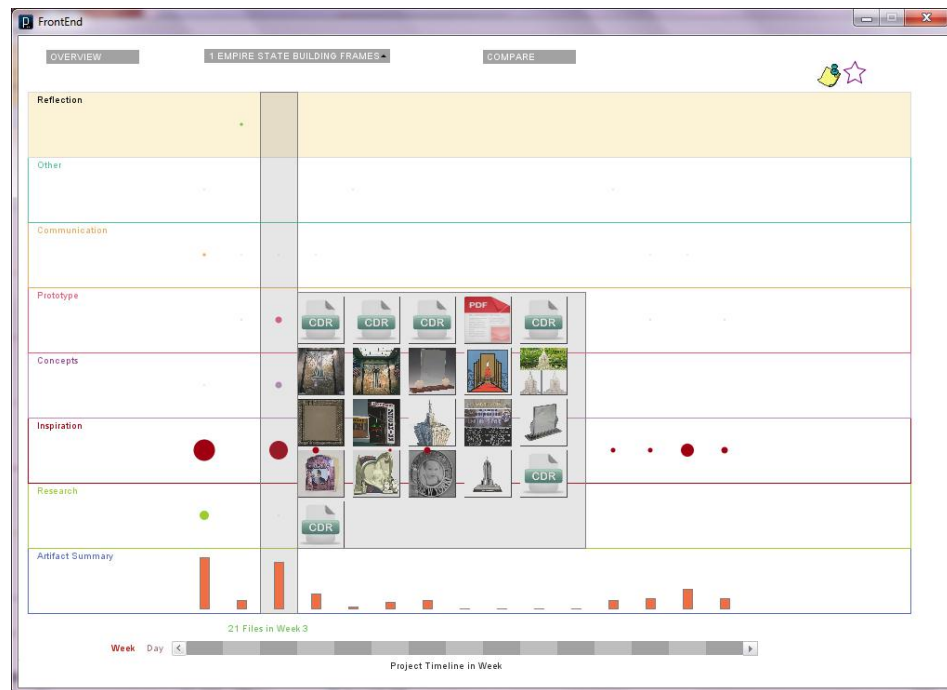 FrontEnd
OVERVIEW
1 EMPIRE STATE BUILDING FRAMES
COMPARE
Reflection
Other
Communication
Prototype
CDR
CDR
CDR
PDF
CDR
Concepts
Inspiration
CDR
Research
CDR
Artifact Summary
21 Files in Week 3
Week Day
Project Timeline in Week